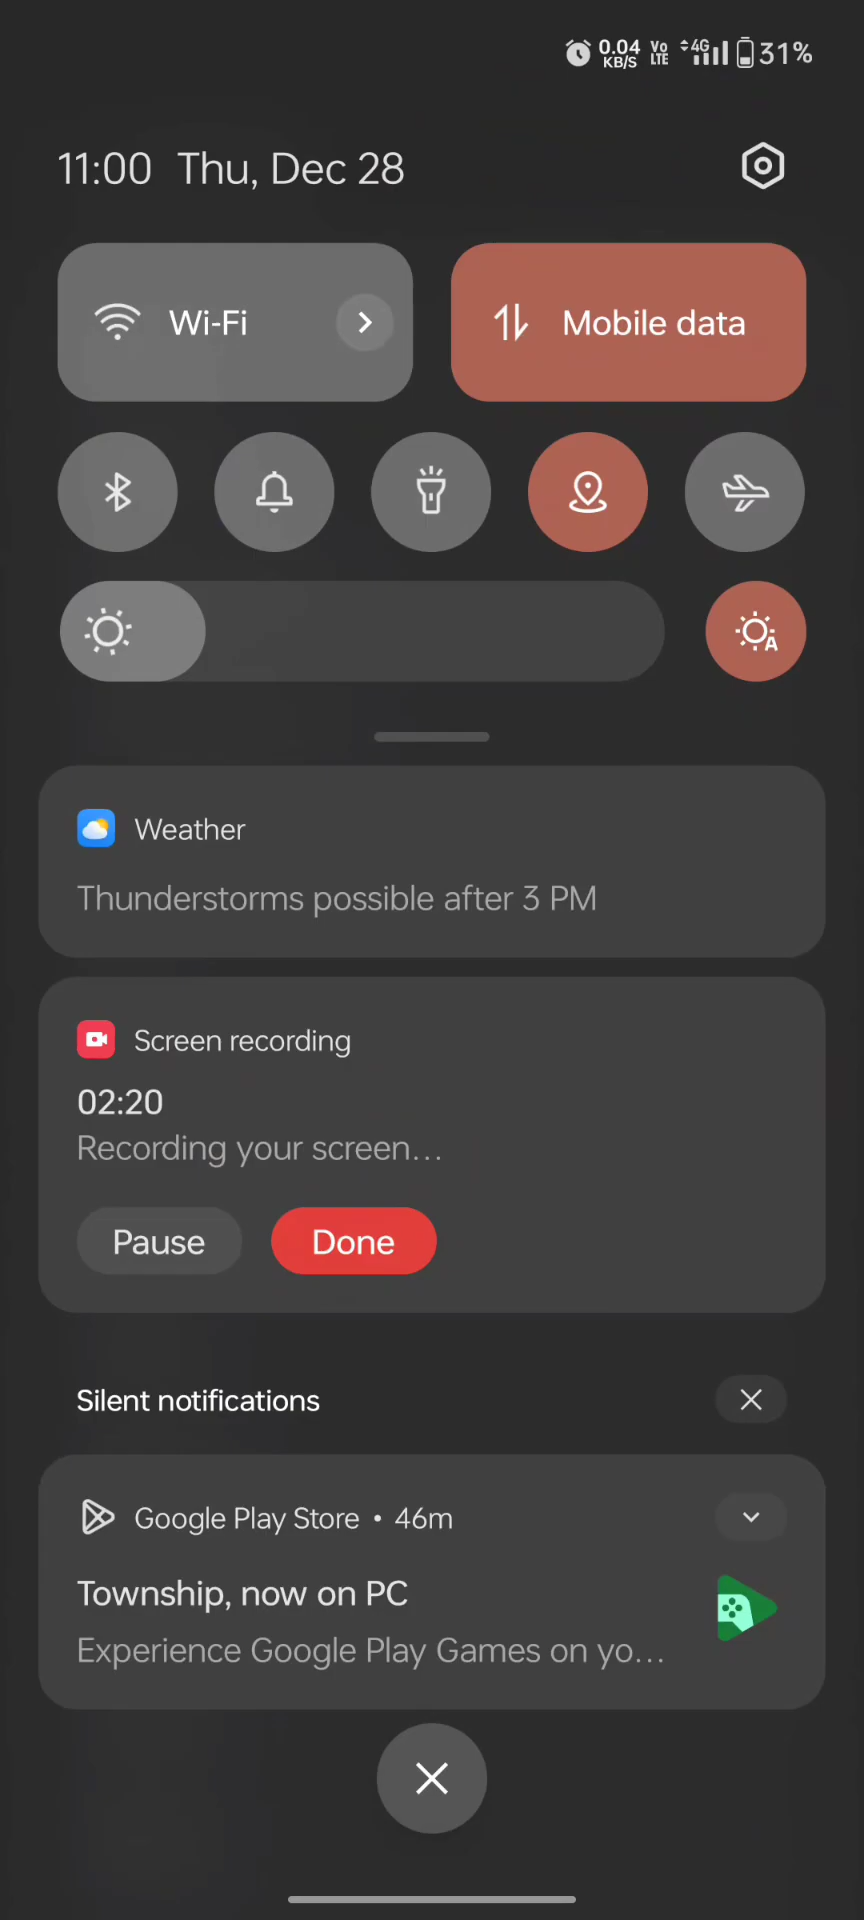 0.04 KB/S Vo LTE 4G 31%
11:00 Thu, Dec 28
Wi-Fi Mobile data
A
Weather
Thunderstorms possible after 3 PM
Screen recording
02:20
Recording your screen...
Pause Done
Silent notifications
Google Play Store • 46m
Township, now on PC
Experience Google Play Games on yo...